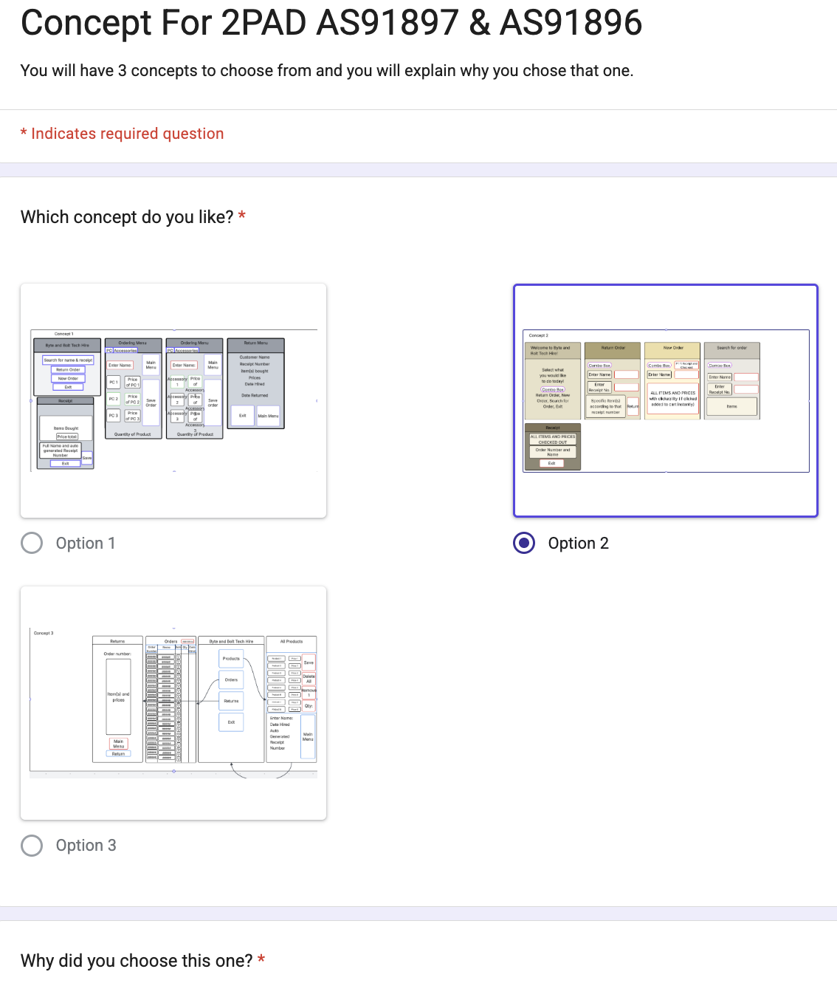 Concept For 2PAD AS91897 & AS91896
You will have 3 concepts to choose from and you will explain why you chose that one.
* Indicates required question
Which concept do you like? *
Concept 1
Byte and Bolt Tech Hire
Search for name & receipt
Return Order
New Order
Exit
Receipt
Items Bought
Price total
Full Name and auto
generated Receipt
Number
Save
Exit
Ordering Menu
PC Accessories
Enter Name:
Main
Menu
PC 1
Price
of PC 1
PC 2
Price
of PC 2
Save
Order
PC 3
Price
of PC 3
Quantity of Product
Ordering Menu
PC Accessories
Enter Name:
Main
Menu
Accessory
1
Price
of
Accessory
Accessory
2
Price
of
Accessory
Save
order
Accessory
3
Price
of
Accessory
3
Quantity of Product
Return Menu
Customer Name
Receipt Number
Item(s) bought
Prices
Date Hired
Date Returned
Exit
Main Menu
Option 1
Concept 2
Welcome to Byte and
Bolt Tech Hire!
Select what
you would like
to do today!
Combo Box
Return Order, New
Order, Search for
Order, Exit
Return Order
Combo Box
Enter Name
Enter
Receipt No.
Specific Item(s)
according to that
receipt number
Return
New Order
Combo Box
Enter Name
ALL ITEMS AND PRICES
with clickability (if clicked
added to cart instantly)
Search for order
Combo Box
Enter Name
Enter
Receipt No.
Items
Receipt
ALL ITEMS AND PRICES
CHECKED OUT
Order Number and
Name
Exit
Option 2
Concept 3
Returns
Order number:
Item(s) and
prices
Main
Menu
Return
Orders
Order
Number
Name
Byte and Bolt Tech Hire
Products
Orders
Returns
Exit
All Products
Save
Delete
All
Remove
1
Qty:
Enter Name:
Date Hired
Auto
Generated
Receipt
Number
Main
Menu
Option 3
Why did you choose this one? *